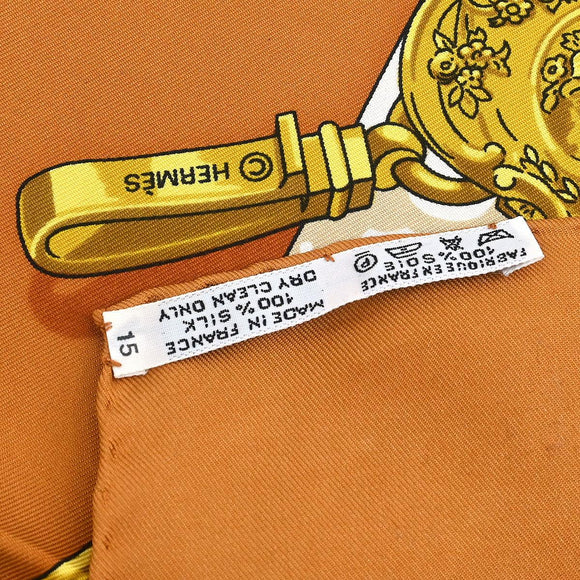 © HERMÈS
FABRIQUE EN FRANCE
100% SOIE
P
MADE IN FRANCE
100% SILK
DRY CLEAN ONLY
15